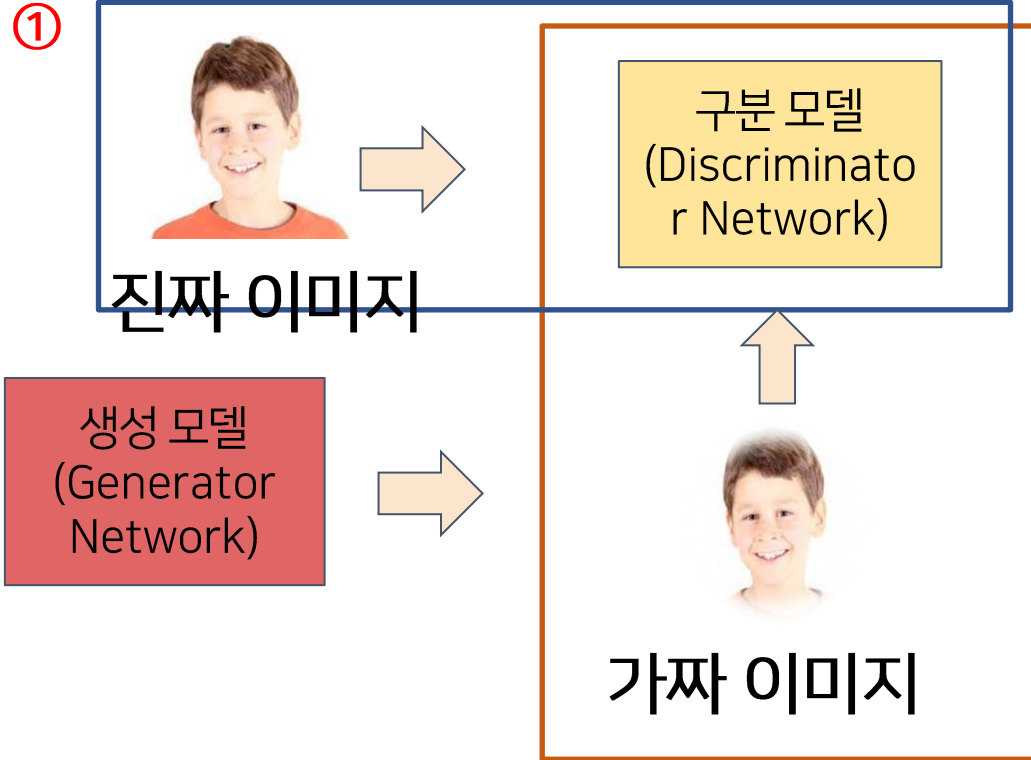 ①
구분 모델
(Discriminato
r Network)
진짜 이미지
생성 모델
(Generator
Network)
가짜 이미지